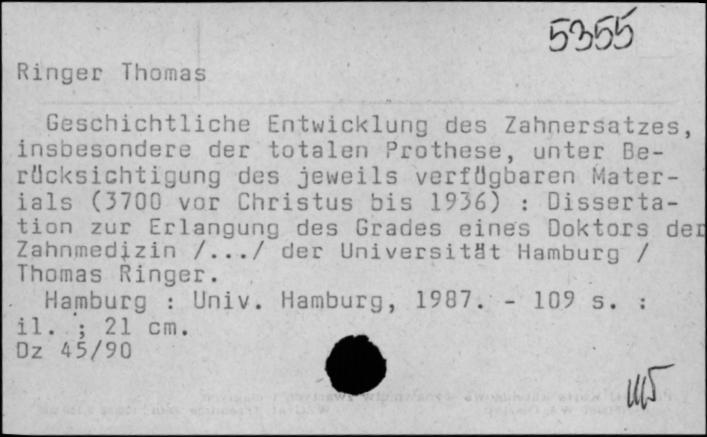 5355
Ringer Thomas
Geschichtliche Entwicklung des Zahnersatzes,
insbesondere der totalen Prothese, unter Be-
rücksichtigung des jeweils verfügbaren Mater-
ials (3700 vor Christus bis 1936) : Disserta-
tion zur Erlangung des Grades eines Doktors der
Zahnmedizin /.../ der Universität Hamburg /
Thomas Ringer.
Hamburg : Univ. Hamburg, 1987. - 109 s. :
il. ; 21 cm.
Dz 45/90